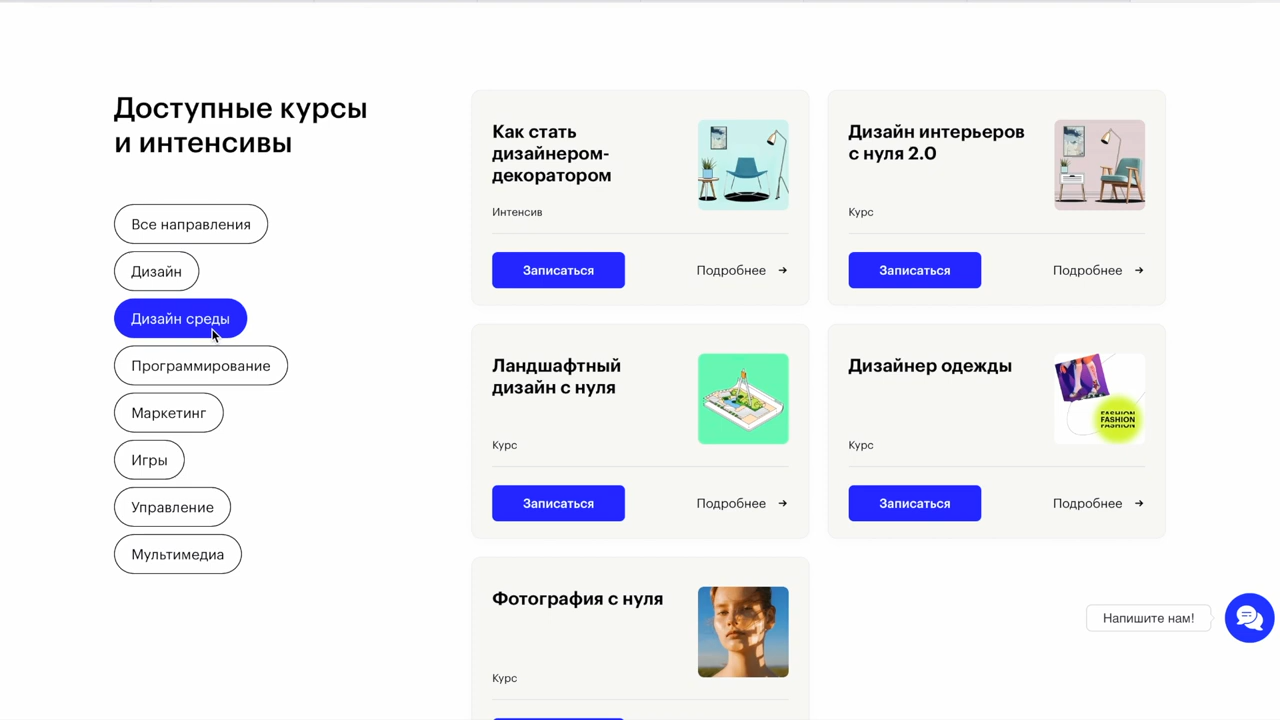 Доступные курсы
и интенсивы
Все направления
Дизайн
Дизайн среды
Программирование
Маркетинг
Игры
Управление
Мультимедиа
Как стать
дизайнером-
декоратором
Интенсив
Записаться
Подробнее →
Дизайн интерьеров
с нуля 2.0
Курс
Записаться
Подробнее →
Ландшафтный
дизайн с нуля
Курс
Записаться
Подробнее →
Дизайнер одежды
FASHION
FASHION
FASHION
Курс
Записаться
Подробнее →
Фотография с нуля
Курс
Напишите нам!